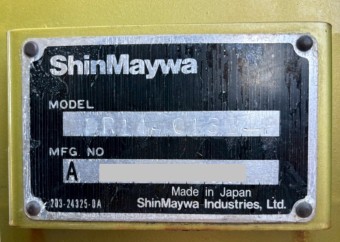 ShinMaywa
MODEL
MFG NO
A
Made in Japan
203-24325-0A ShinMaywa Industries, Ltd.